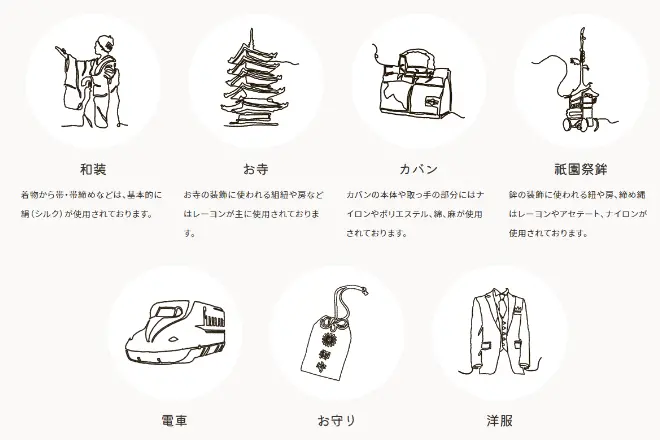 和装
お寺
カバン
祇園祭鉾
着物から帯・帯締めなどは、基本的に
絹(シルク)が使用されております。
お寺の装飾に使われる組紐や房など
はレーヨンが主に使用されておりま
す。
カバンの本体や取っ手の部分にはナ
イロンやポリエステル、綿、麻が使用
されております。
鉾の装飾に使われる紐や房、締め縄
はレーヨンやアセテート、ナイロンが
使用されております。
電車
お守り
洋服